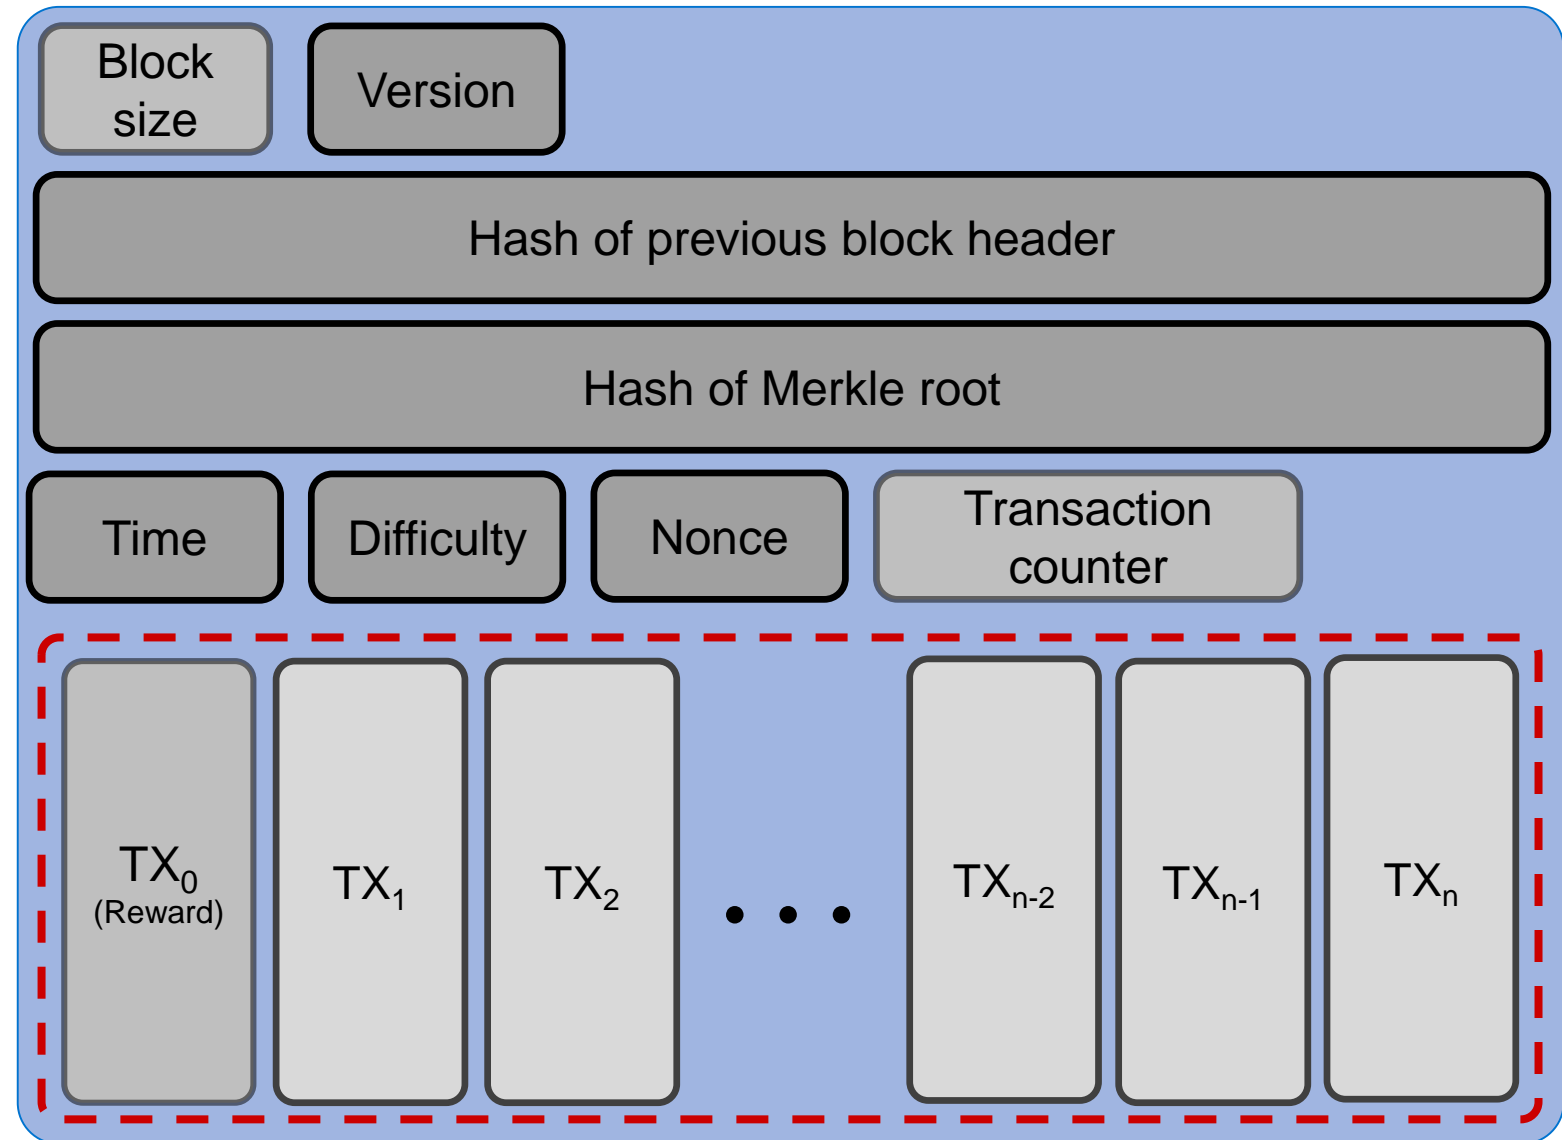 Block
size
Version
Hash of previous block header
Hash of Merkle root
Time
Difficulty
Nonce
Transaction
counter
TX₀
(Reward)
TX₁
TX₂
• • •
TXₙ₋₂
TXₙ₋₁
TXₙ